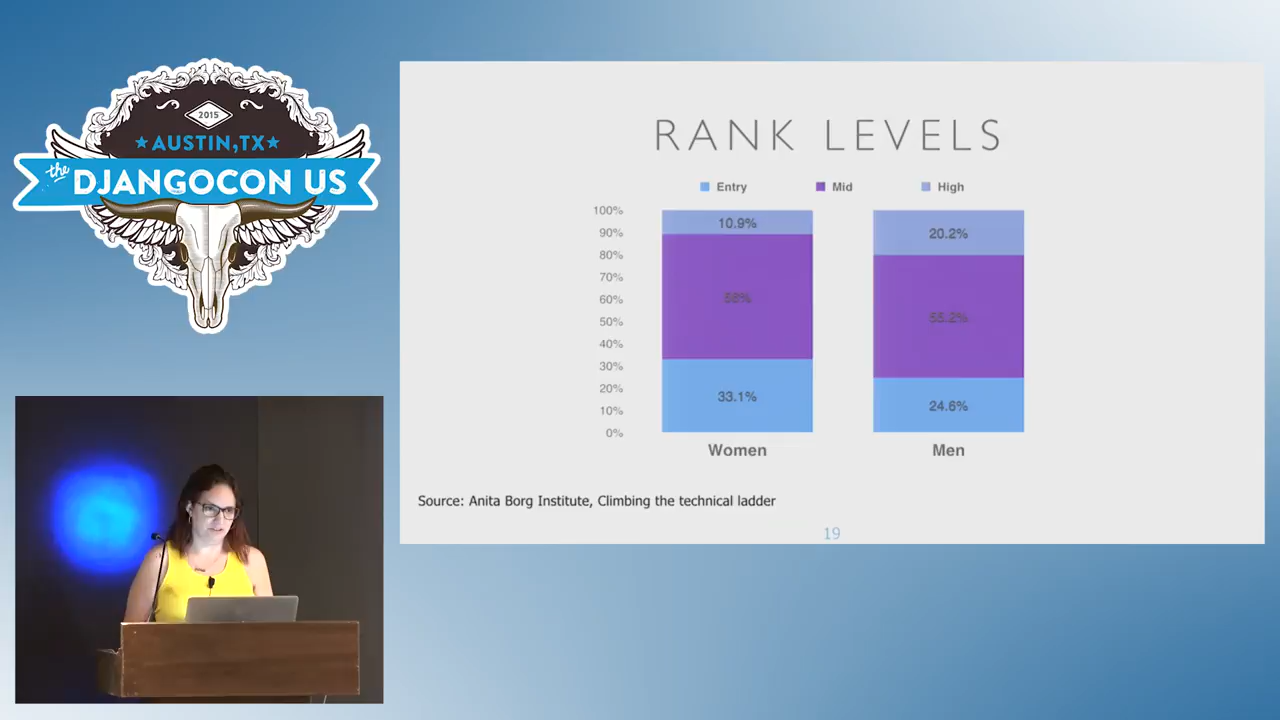 2015
AUSTIN, TX
the
DJANGOCON US
RANK LEVELS
Entry Mid High
100%
90%
80%
70%
60%
50%
40%
30%
20%
10%
0%
10.9%
56%
33.1%
20.2%
55.2%
24.6%
Women Men
Source: Anita Borg Institute, Climbing the technical ladder
19